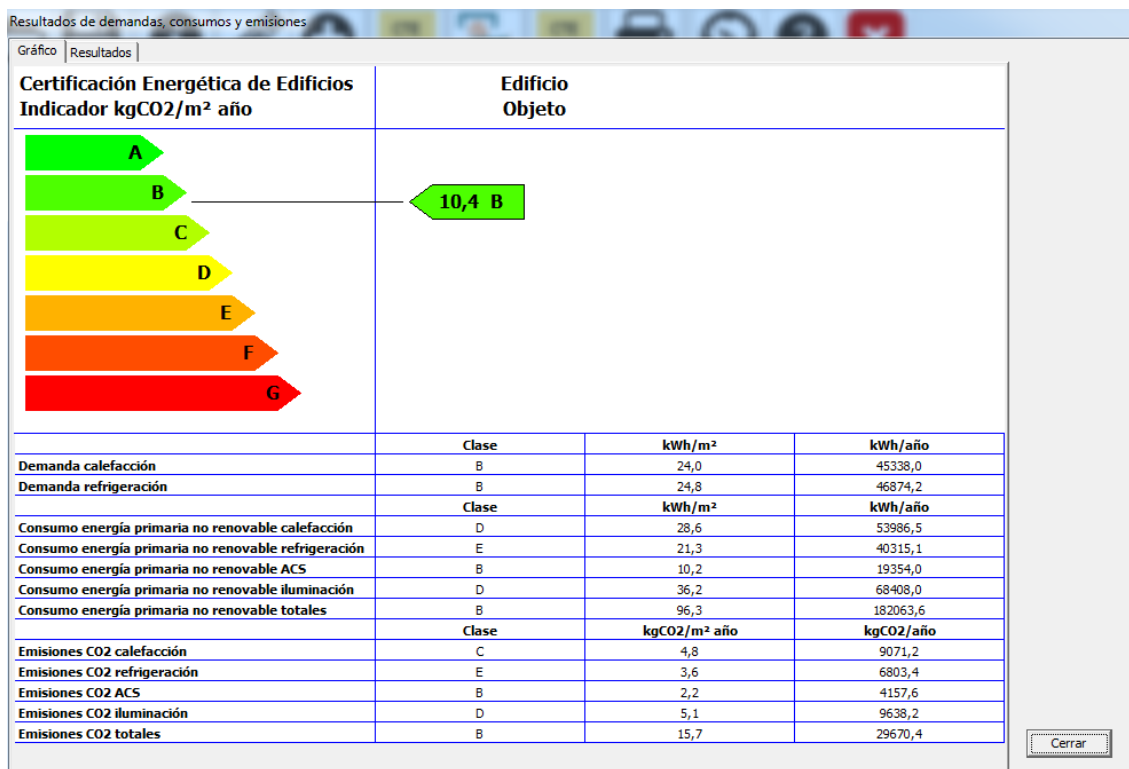 Resultados de demandas, consumos y emisiones
Gráfico Resultados
Certificación Energética de Edificios
Indicador kgCO2/m² año
Edificio
Objeto
A
B
10,4 B
C
D
E
F
G
Clase kWh/m² kWh/año
Demanda calefacción B 24,0 45338,0
Demanda refrigeración B 24,8 46874,2
Clase kWh/m² kWh/año
Consumo energía primaria no renovable calefacción D 28,6 53986,5
Consumo energía primaria no renovable refrigeración E 21,3 40315,1
Consumo energía primaria no renovable ACS B 10,2 19354,0
Consumo energía primaria no renovable iluminación D 36,2 68408,0
Consumo energía primaria no renovable totales B 96,3 182063,6
Clase kgCO2/m² año kgCO2/año
Emisiones CO2 calefacción C 4,8 9071,2
Emisiones CO2 refrigeración E 3,6 6803,4
Emisiones CO2 ACS B 2,2 4157,6
Emisiones CO2 iluminación D 5,1 9638,2
Emisiones CO2 totales B 15,7 29670,4
Cerrar